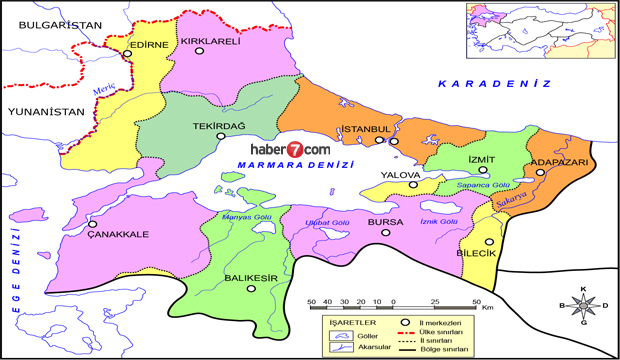 BULGARİSTAN
EDİRNE
KIRKLARELİ
Meriç
YUNANİSTAN
KARADENİZ
TEKİRDAĞ
İSTANBUL
haber7com
MARMARA DENİZİ
İZMİT
ADAPAZARI
YALOVA
Sapanca Gölü
Sakarya
Manyas Gölü
Ulubat Gölü
İznik Gölü
ÇANAKKALE
BURSA
BİLECİK
EGE DENİZİ
BALIKESİR
50 40 30 20 10 0 25 50
Km
İŞARETLER
İl merkezleri
Ülke sınırları
Göller
İl sınırları
Akarsular
Bölge sınırları
K
B D
G